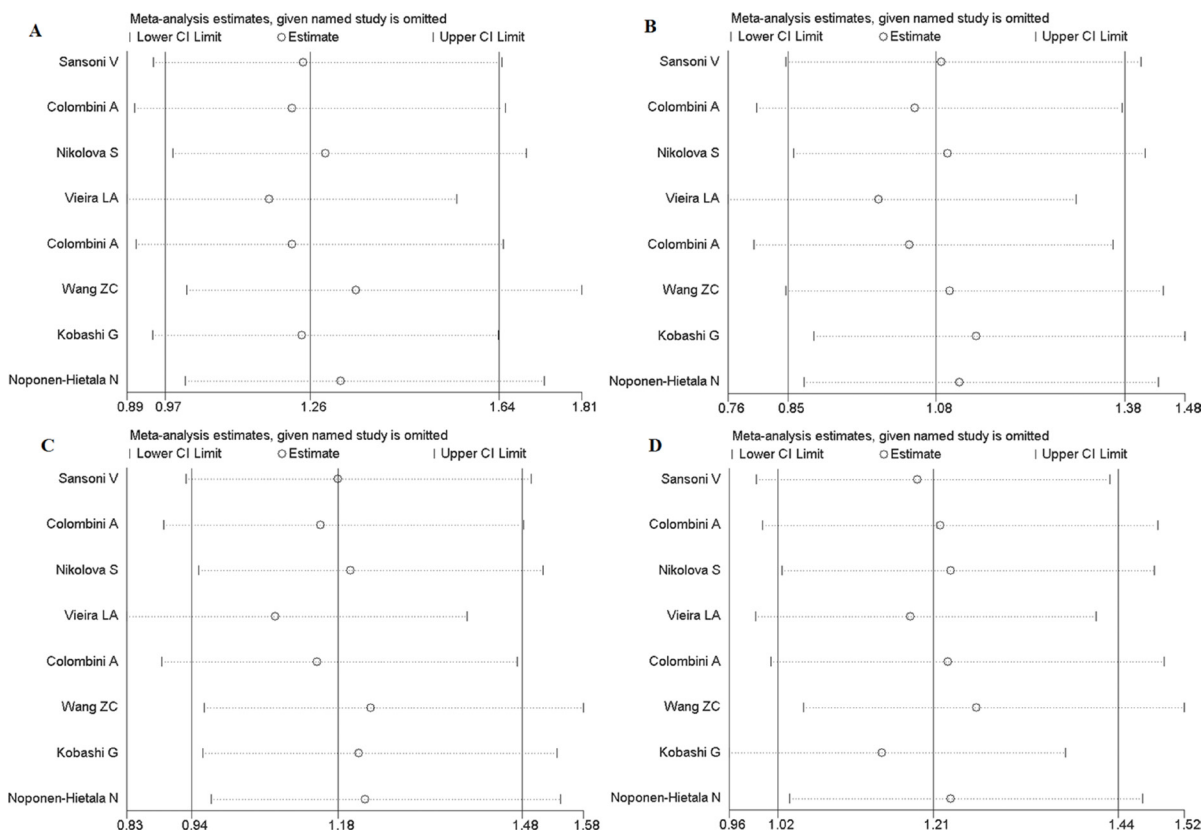 A
Meta-analysis estimates, given named study is omitted
| Lower CI Limit ○ Estimate | Upper CI Limit
Sansoni V
Colombini A
Nikolova S
Vieira LA
Colombini A
Wang ZC
Kobashi G
Noponen-Hietala N
0.89 0.97 1.26 1.64 1.81
B
Meta-analysis estimates, given named study is omitted
| Lower CI Limit ○ Estimate | Upper CI Limit
Sansoni V
Colombini A
Nikolova S
Vieira LA
Colombini A
Wang ZC
Kobashi G
Noponen-Hietala N
0.76 0.85 1.08 1.38 1.48
C
Meta-analysis estimates, given named study is omitted
| Lower CI Limit ○ Estimate | Upper CI Limit
Sansoni V
Colombini A
Nikolova S
Vieira LA
Colombini A
Wang ZC
Kobashi G
Noponen-Hietala N
0.83 0.94 1.18 1.48 1.58
D
Meta-analysis estimates, given named study is omitted
| Lower CI Limit ○ Estimate | Upper CI Limit
Sansoni V
Colombini A
Nikolova S
Vieira LA
Colombini A
Wang ZC
Kobashi G
Noponen-Hietala N
0.96 1.02 1.21 1.44 1.52